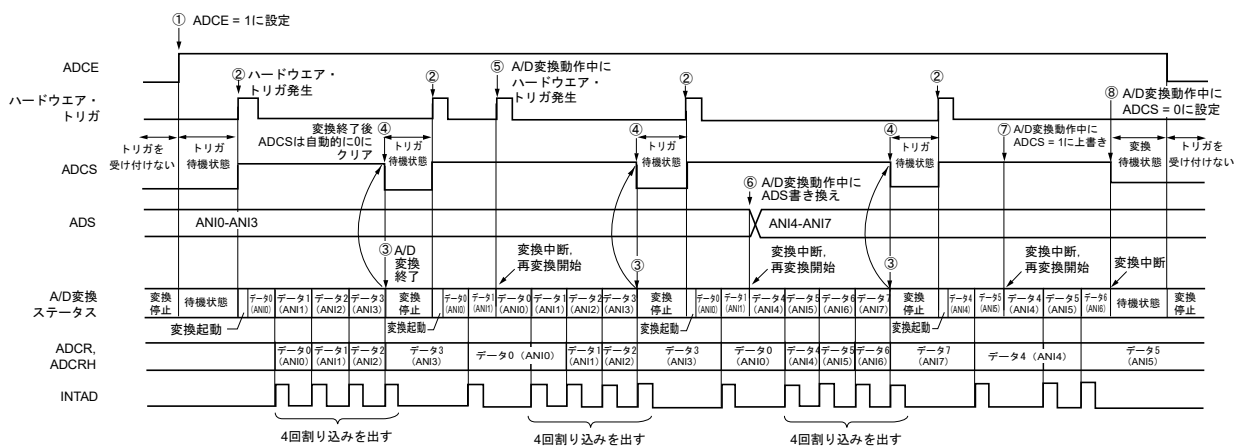 ① ADCE = 1に設定
ADCE
② ハードウエア・
トリガ発生
②
⑤ A/D変換動作中に
ハードウエア・
トリガ発生
②
②
⑧ A/D変換動作中に
ADCS = 0に設定
ハードウエア・
トリガ
トリガを
受け付けない
トリガ
待機状態
変換終了後
ADCSは自動的に0に
クリア
④
トリガ
待機状態
④
トリガ
待機状態
④
トリガ
待機状態
⑦ A/D変換動作中に
ADCS = 1に上書き
変換
待機状態
トリガを
受け付けない
ADCS
⑥ A/D変換動作中に
ADS書き換え
ADS
ANI0-ANI3
ANI4-ANI7
③ A/D
変換
終了
変換中断,
再変換開始
③
変換中断,
再変換開始
③
変換中断,
再変換開始
変換中断
A/D変換
ステータス
変換
停止
待機状態
データ0
(ANI0)
データ1
(ANI1)
データ2
(ANI2)
データ3
(ANI3)
変換
停止
データ0
(ANI0)
データ1
(ANI1)
データ0
(ANI0)
データ1
(ANI1)
データ2
(ANI2)
データ3
(ANI3)
変換
停止
データ0
(ANI0)
データ1
(ANI1)
データ4
(ANI4)
データ5
(ANI5)
データ6
(ANI6)
データ7
(ANI7)
変換
停止
データ4
(ANI4)
データ5
(ANI5)
データ4
(ANI4)
データ5
(ANI5)
データ6
(ANI6)
待機状態
変換
停止
変換起動
変換起動
変換起動
変換起動
ADCR,
ADCRH
データ0
(ANI0)
データ1
(ANI1)
データ2
(ANI2)
データ3
(ANI3)
データ0 (ANI0)
データ1
(ANI1)
データ2
(ANI2)
データ3
(ANI3)
データ0
(ANI0)
データ4
(ANI4)
データ5
(ANI5)
データ6
(ANI6)
データ7
(ANI7)
データ4 (ANI4)
データ5
(ANI5)
INTAD
4回割り込みを出す
4回割り込みを出す
4回割り込みを出す